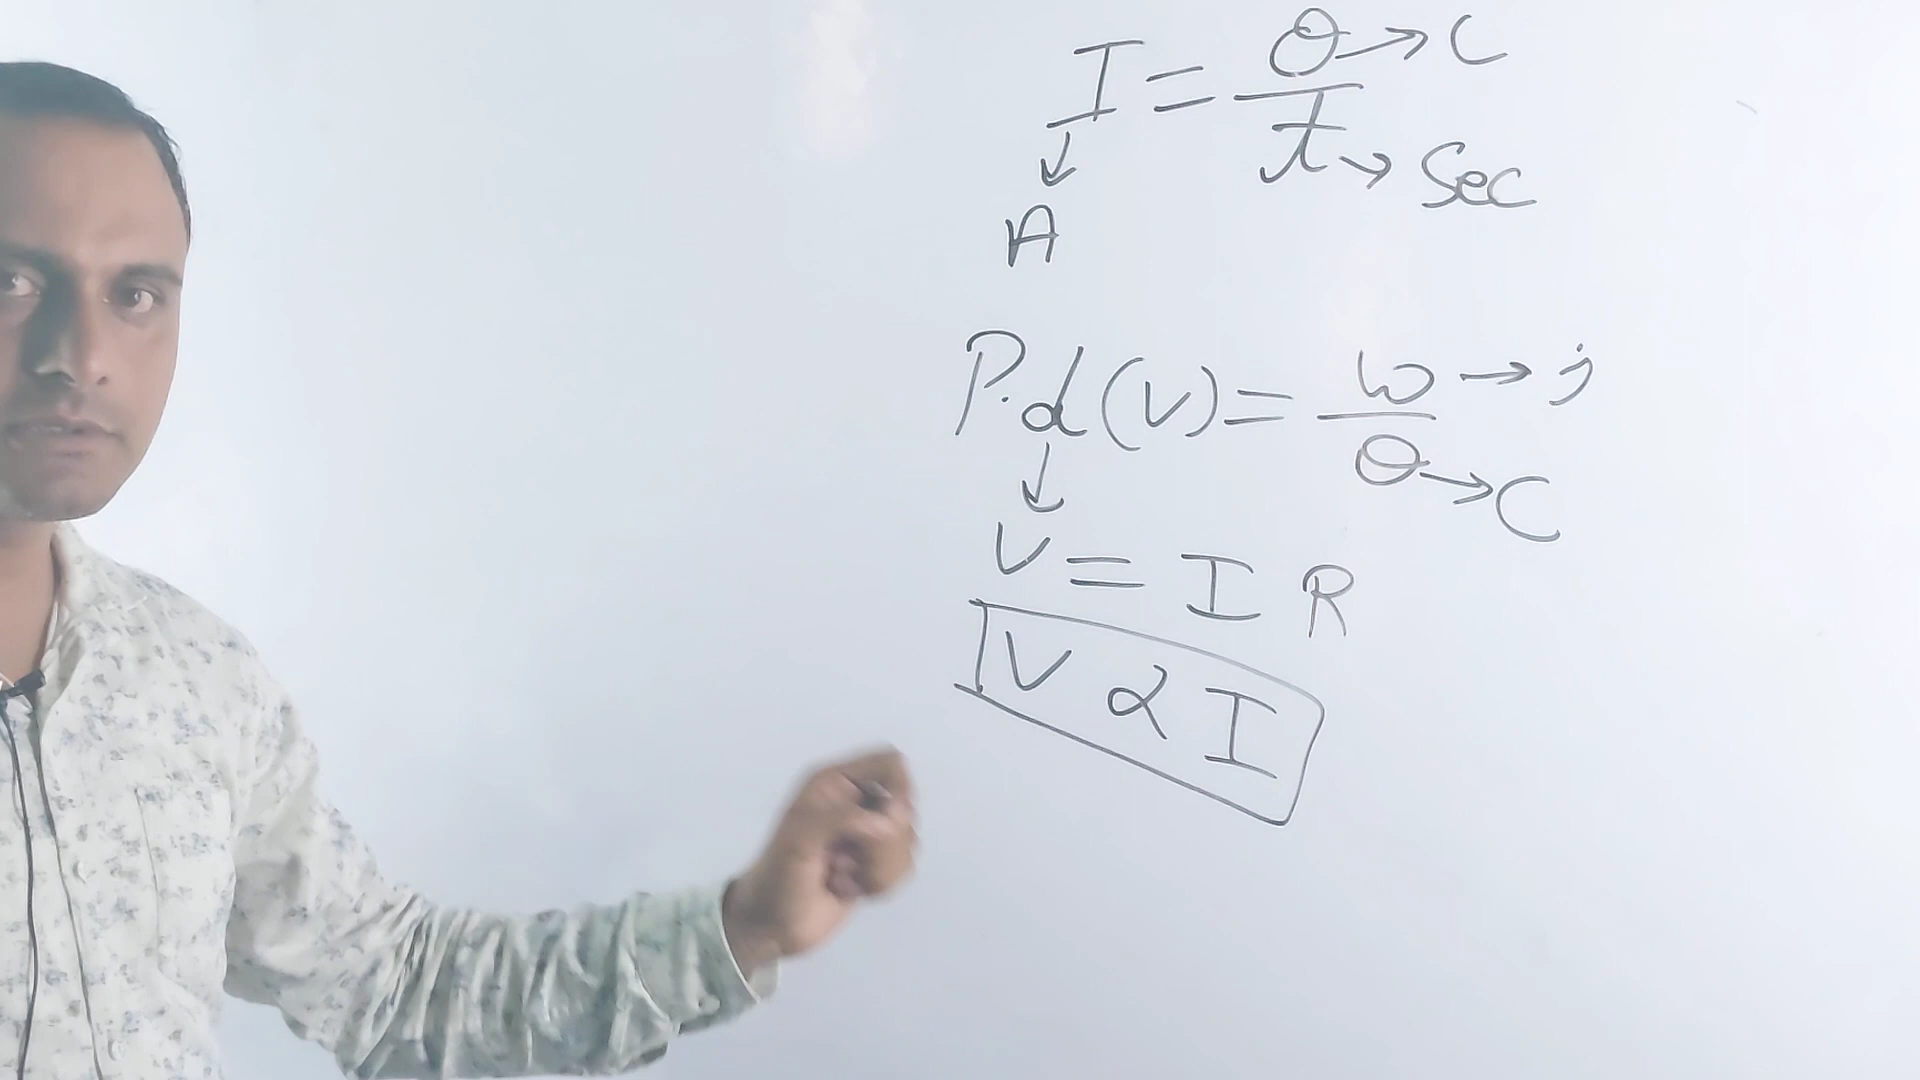 I = Q → C
t → Sec
↓
A
P.d (V) = W → j
Q → C
↓
V = I R
V α I